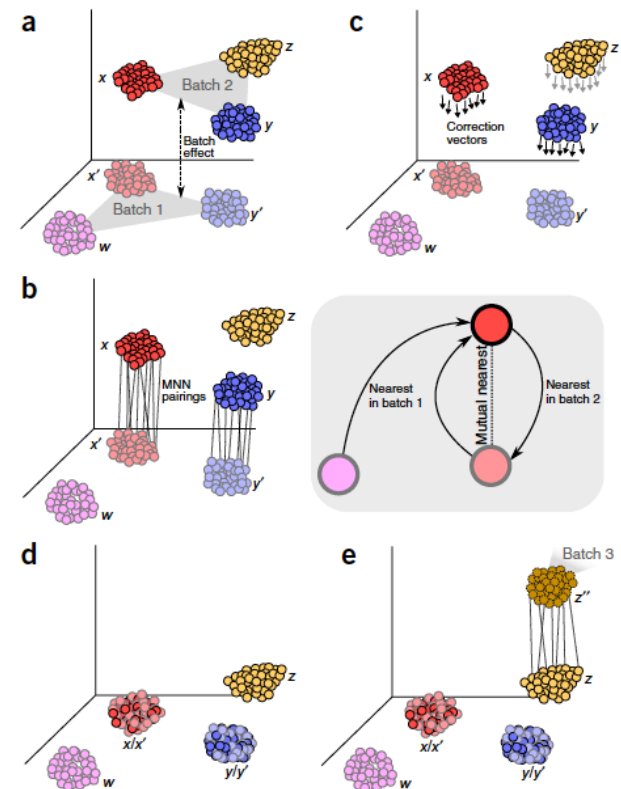 a
x
z
Batch 2
y
Batch
effect
x′
Batch 1
y′
w
c
x
z
y
Correction
vectors
x′
y′
w
b
x
z
MNN
pairings
y
x′
y′
w
Nearest
in batch 1
Mutual nearest
Nearest
in batch 2
d
z
x/x′
y/y′
w
e
Batch 3
z′′
z
x/x′
y/y′
w